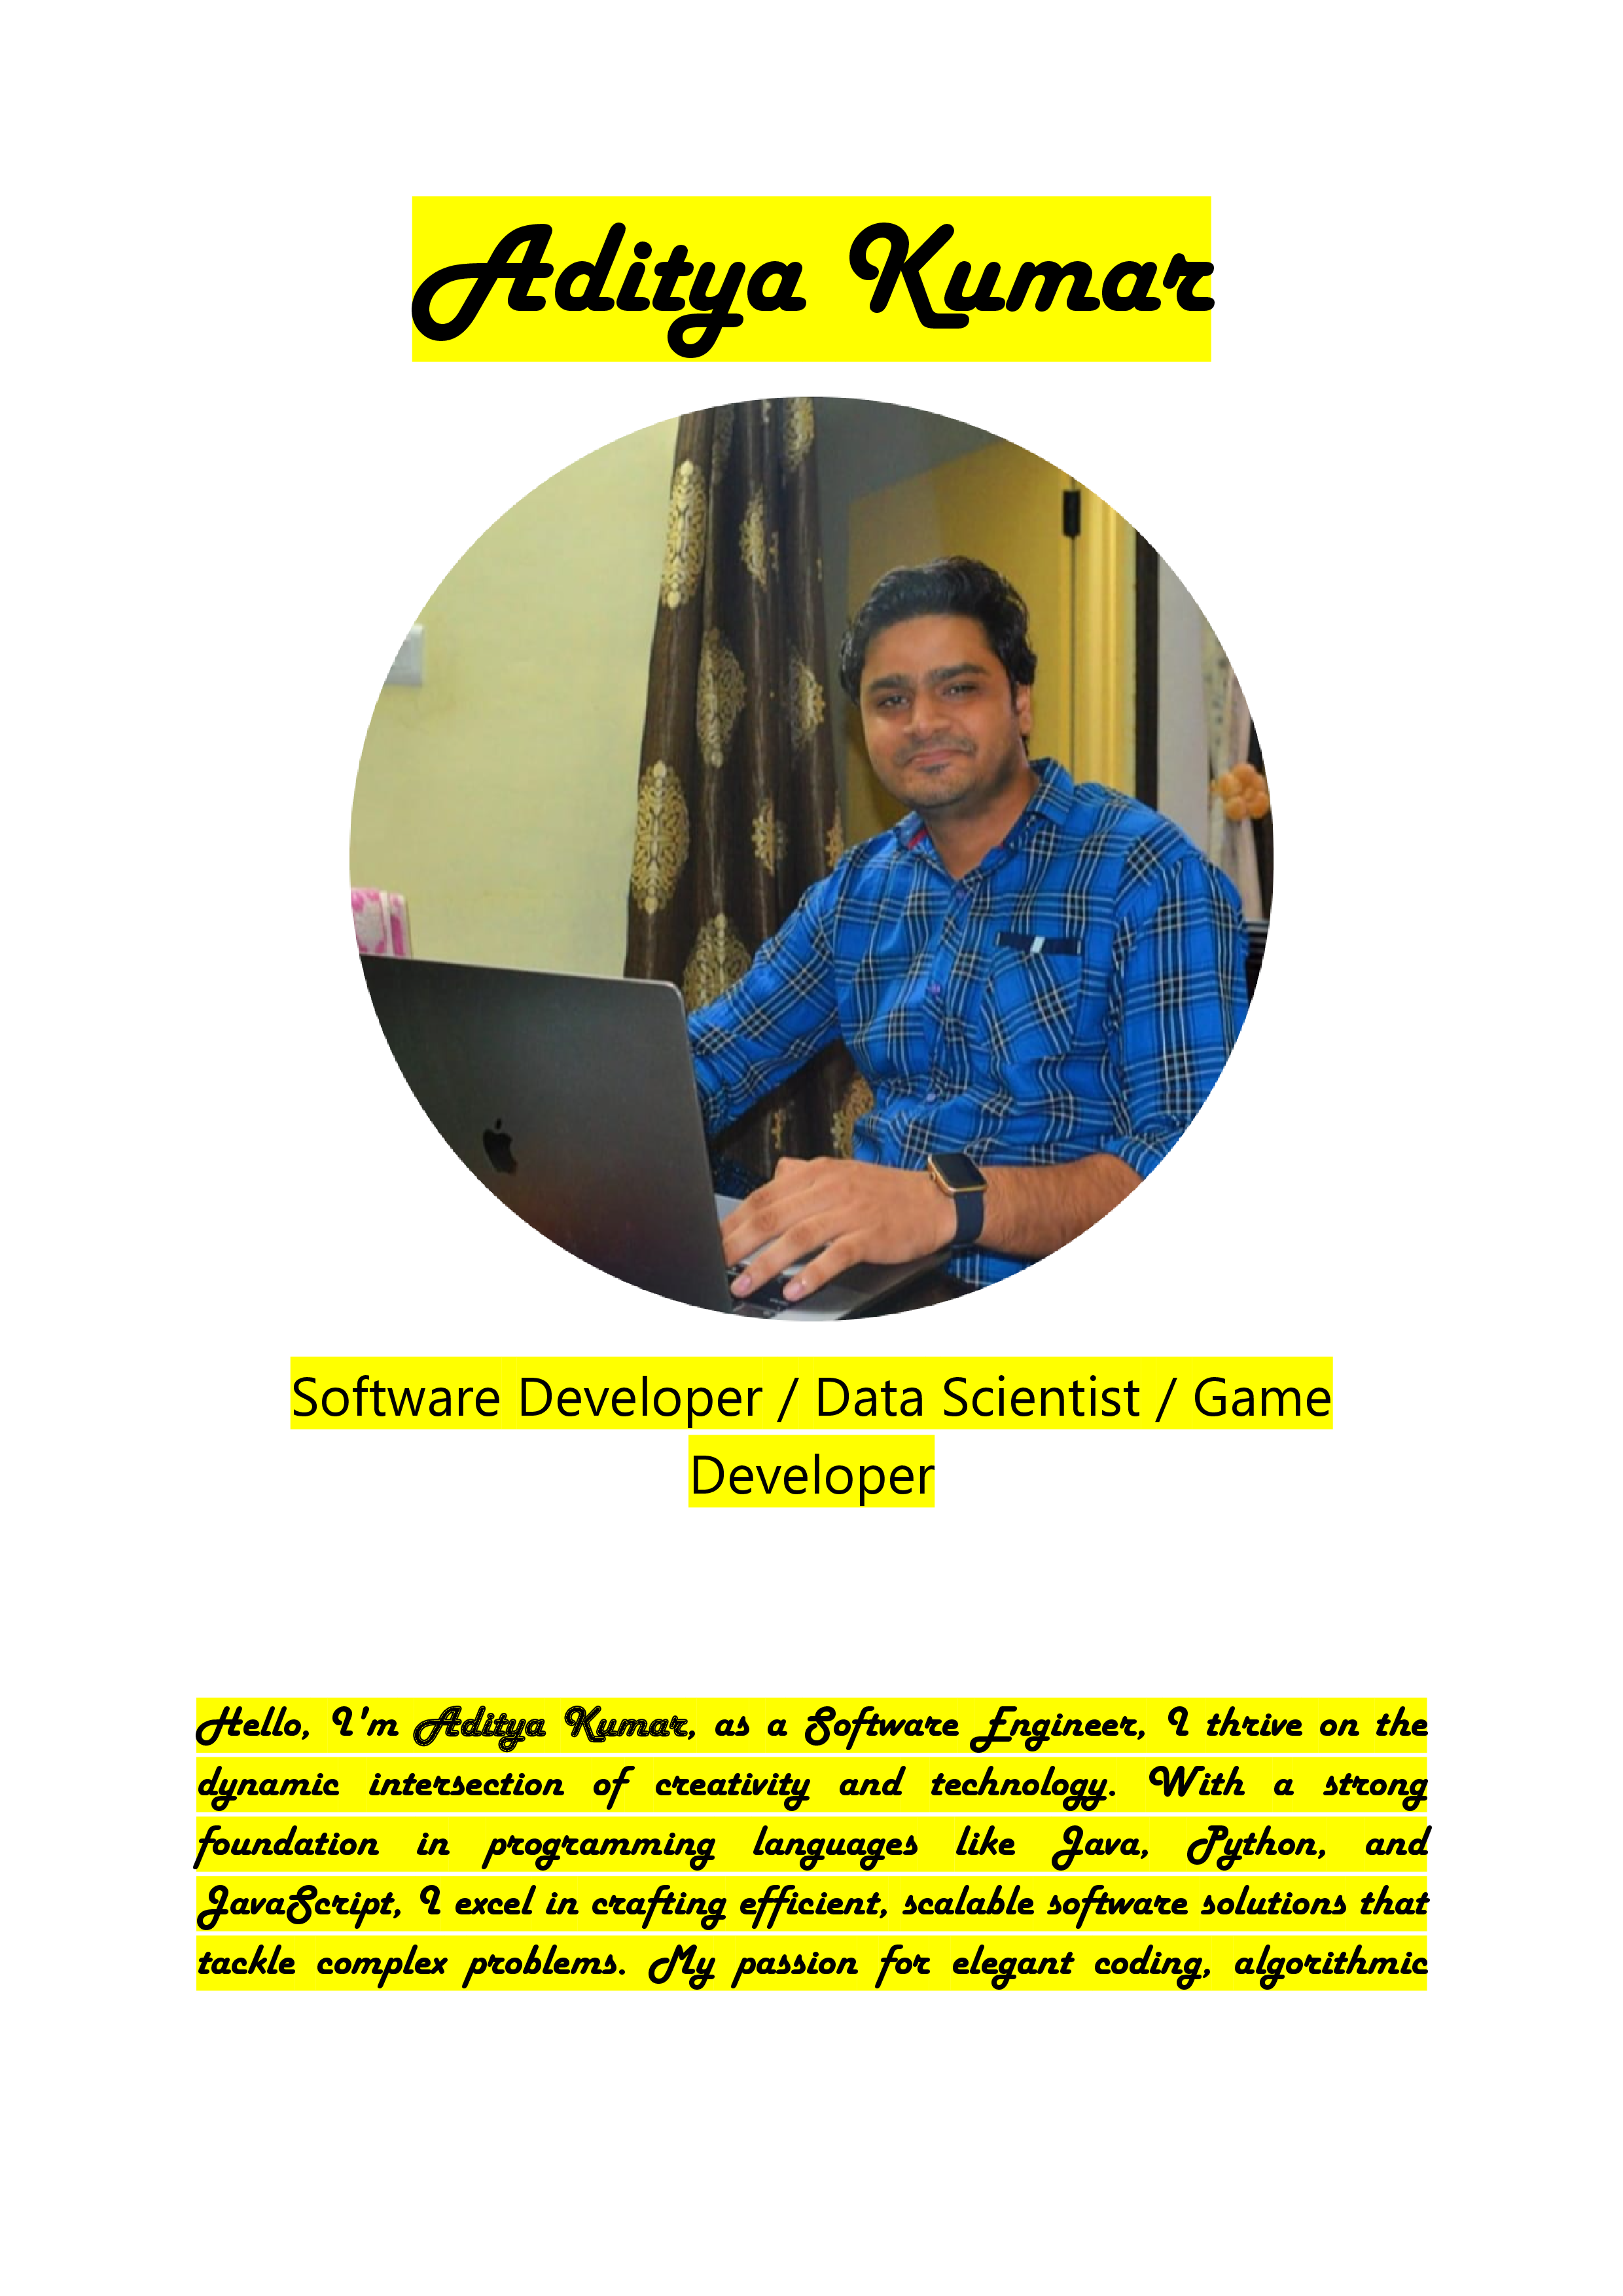 Aditya Kumar
Software Developer / Data Scientist / Game
Developer
Hello, I'm Aditya Kumar, as a Software Engineer, I thrive on the
dynamic intersection of creativity and technology. With a strong
foundation in programming languages like Java, Python, and
JavaScript, I excel in crafting efficient, scalable software solutions that
tackle complex problems. My passion for elegant coding, algorithmic